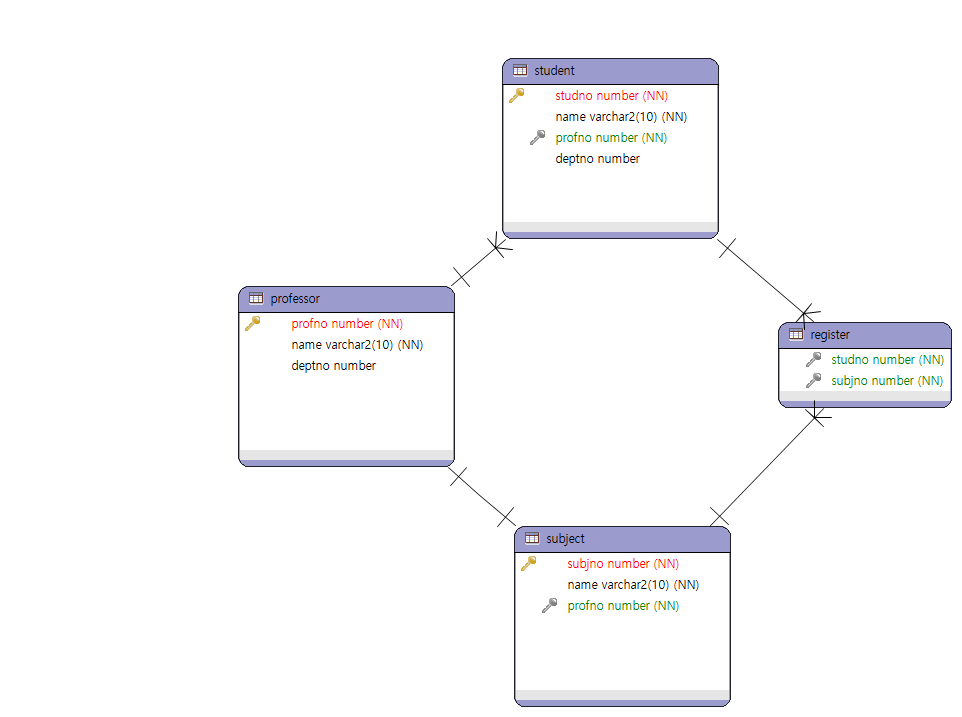 student
studno number (NN)
name varchar2(10) (NN)
profno number (NN)
deptno number
professor
profno number (NN)
name varchar2(10) (NN)
deptno number
register
studno number (NN)
subjno number (NN)
subject
subjno number (NN)
name varchar2(10) (NN)
profno number (NN)